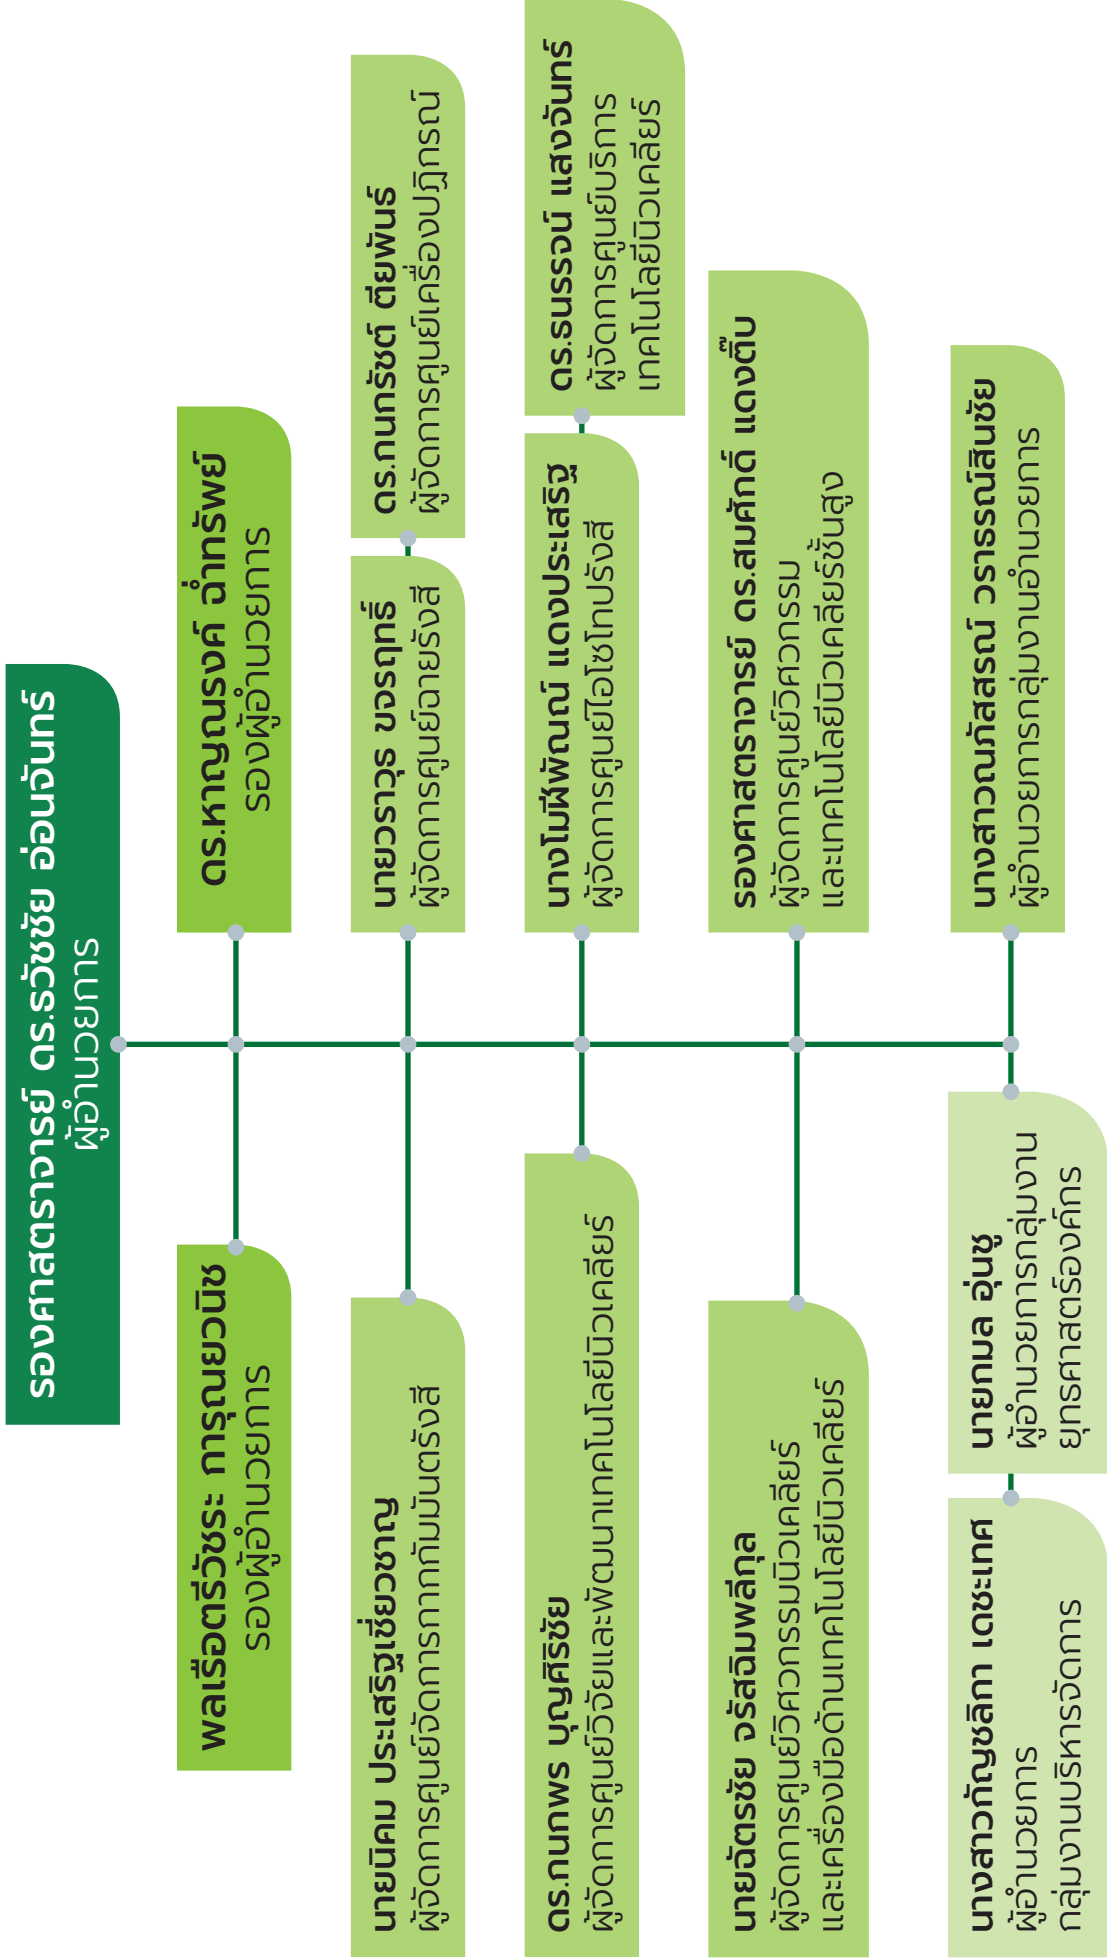 รองศาสตราจารย์ ดร.ธวัชชัย อ่อนจันทร์
ผู้อำนวยการ
พลเรือตรีวัชระ การุณยวนิช
รองผู้อำนวยการ
ดร.หาญณรงค์ ฉ่ำทรัพย์
รองผู้อำนวยการ
นายนิคม ประเสริฐเชี่ยวชาญ
ผู้จัดการศูนย์จัดการกากกัมมันตรังสี
นายวราวุธ ขจรฤทธิ์
ผู้จัดการศูนย์ฉายรังสี
ดร.กนกรัชต์ ตียพันธ์
ผู้จัดการศูนย์เครื่องปฏิกรณ์
ดร.กนกพร บุญศิริชัย
ผู้จัดการศูนย์วิจัยและพัฒนาเทคโนโลยีนิวเคลียร์
นางโมฬีพัณณ์ แดงประเสริฐ
ผู้จัดการศูนย์ไอโซโทปรังสี
ดร.ธนรรจน์ แสงจันทร์
ผู้จัดการศูนย์บริการ
เทคโนโลยีนิวเคลียร์
นายฉัตรชัย จรัสฉิมพลีกุล
ผู้จัดการศูนย์วิศวกรรมนิวเคลียร์
และเครื่องมือด้านเทคโนโลยีนิวเคลียร์
รองศาสตราจารย์ ดร.สมศักดิ์ แดงติ๊บ
ผู้จัดการศูนย์วิศวกรรม
และเทคโนโลยีนิวเคลียร์ชั้นสูง
นางสาวกัญชลิกา เดชะเทศ
ผู้อำนวยการ
กลุ่มงานบริหารจัดการ
นายกมล อุ่นชู
ผู้อำนวยการกลุ่มงาน
ยุทธศาสตร์องค์กร
นางสาวณภัสสรณ์ วรารรณ์สินชัย
ผู้อำนวยการกลุ่มงานอำนวยการ